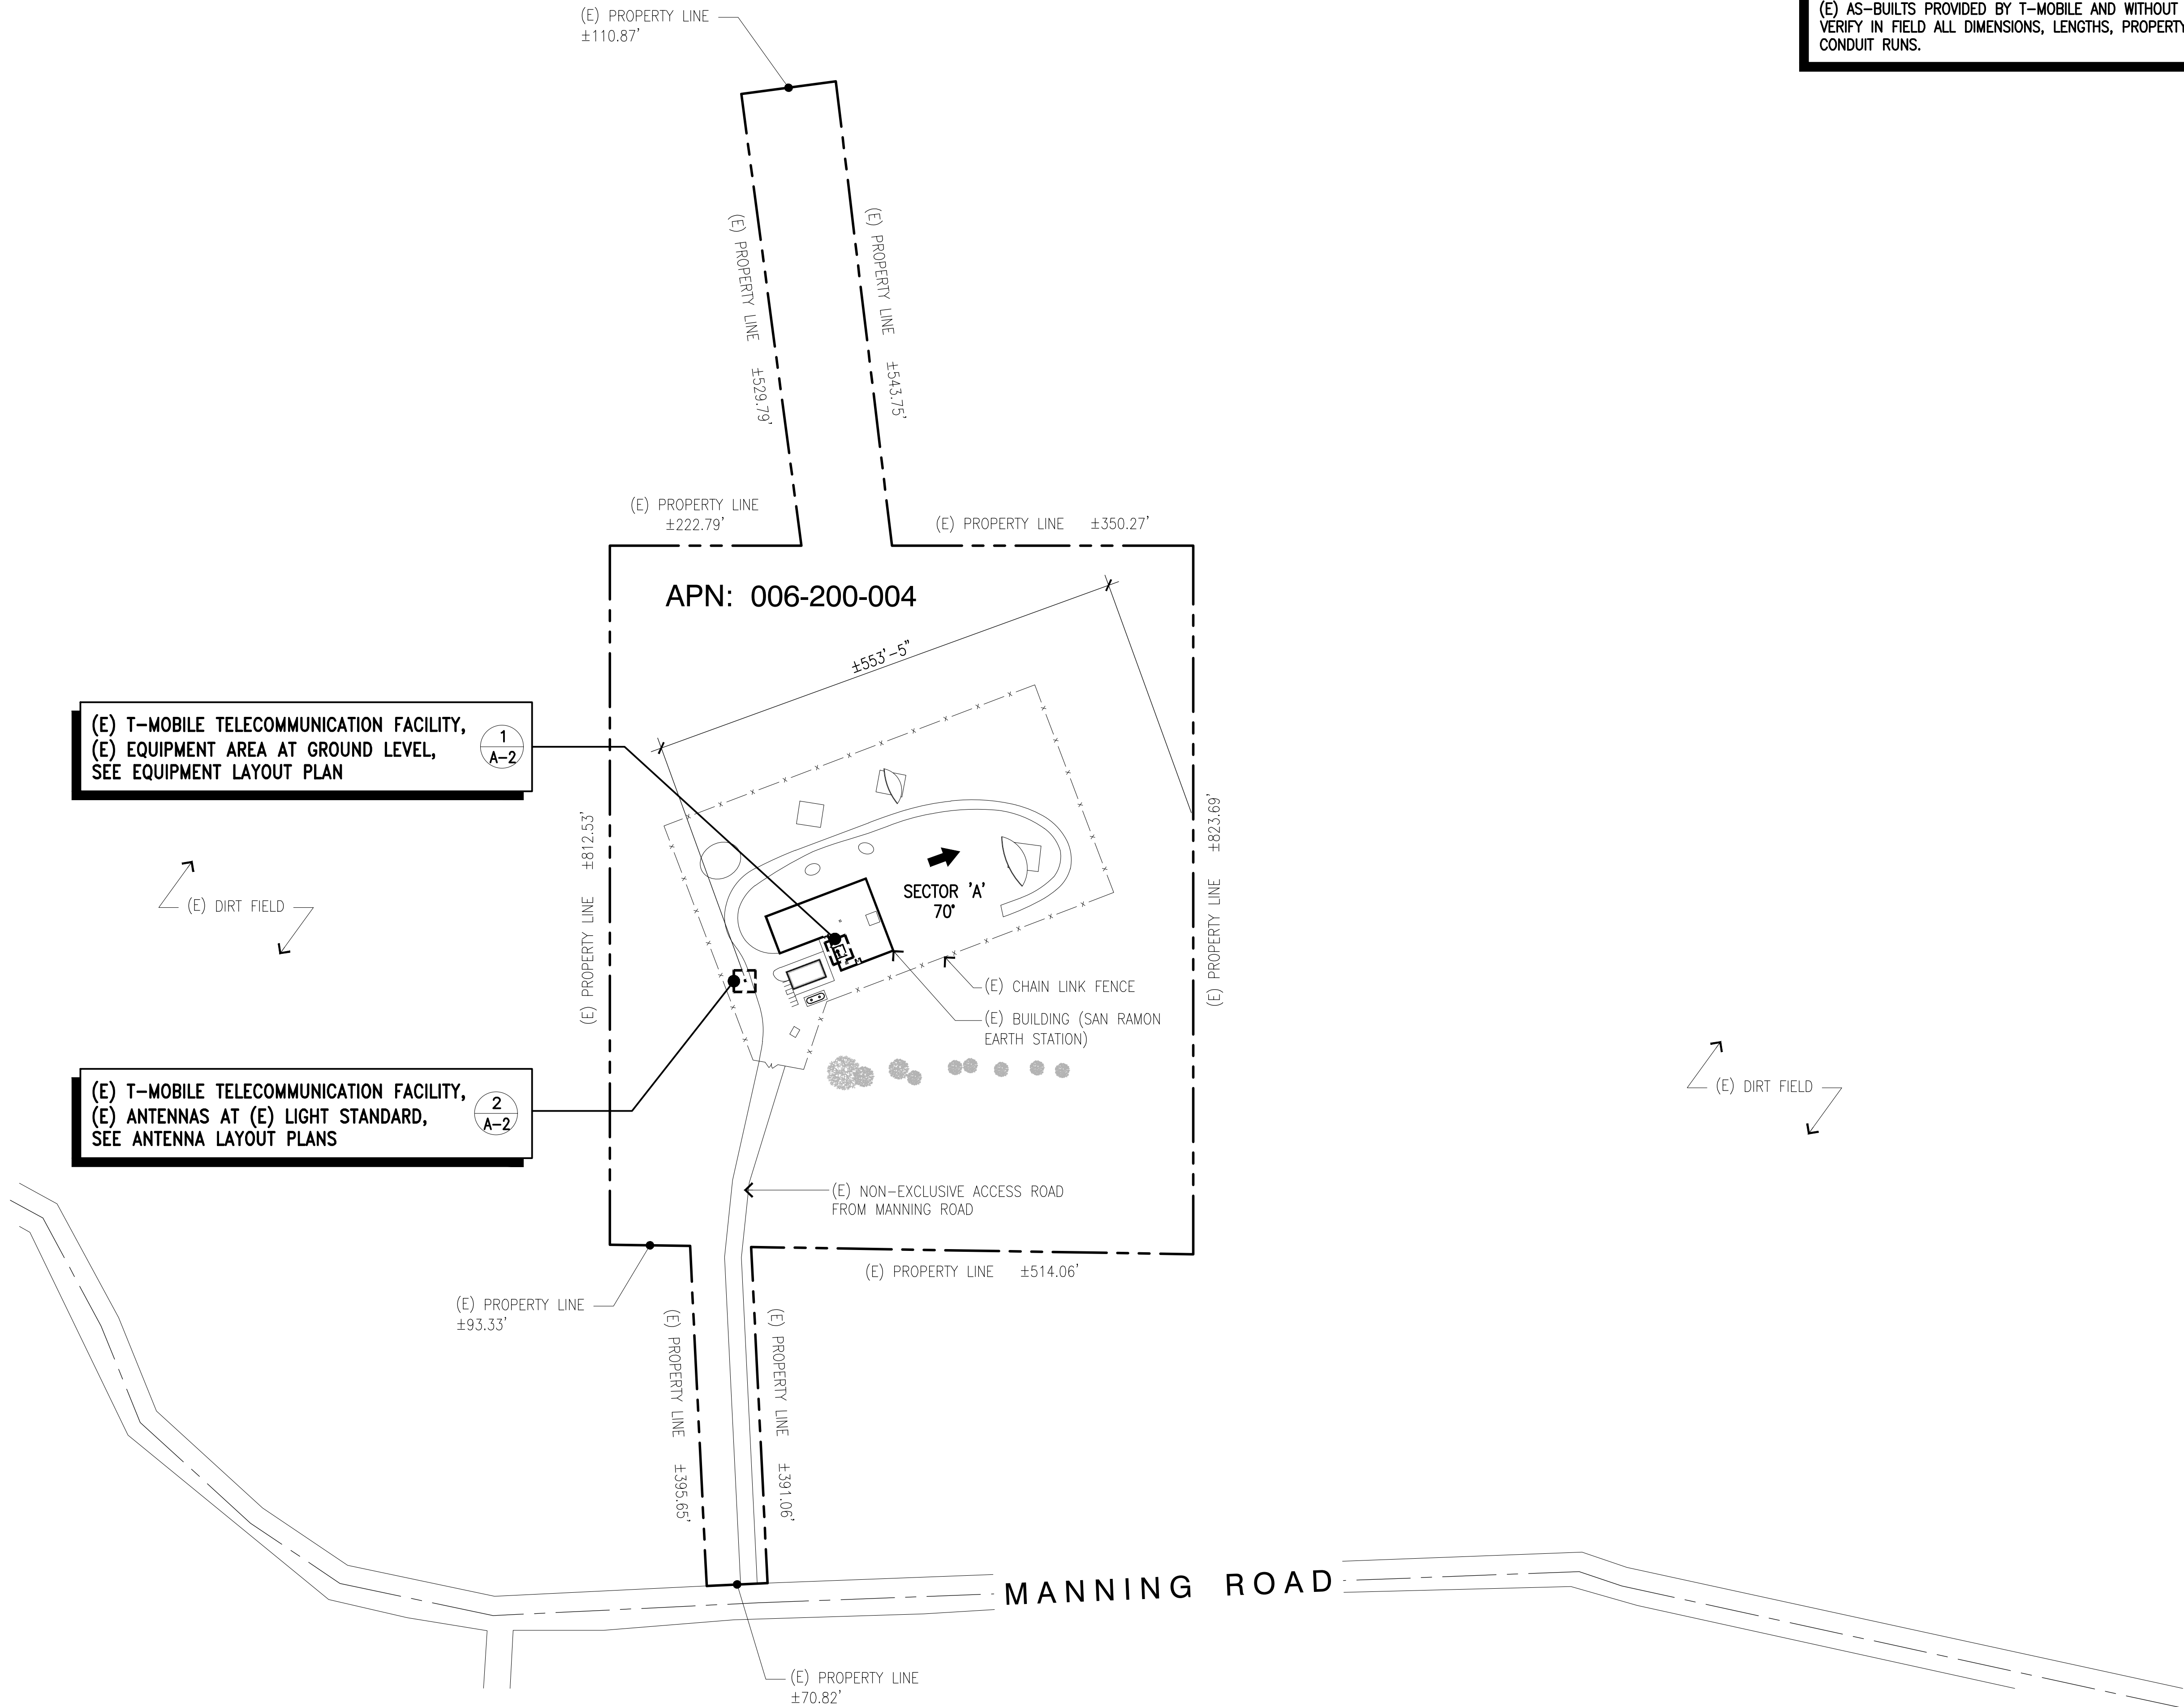 (E) AS-BUILTS PROVIDED BY T-MOBILE AND WITHOUT
VERIFY IN FIELD ALL DIMENSIONS, LENGTHS, PROPERTY
CONDUIT RUNS.
(E) PROPERTY LINE
±110.87'
(E) PROPERTY LINE ±529.79'
(E) PROPERTY LINE ±543.75'
(E) PROPERTY LINE
±222.79'
(E) PROPERTY LINE ±350.27'
APN: 006-200-004
±553'-5"
(E) T-MOBILE TELECOMMUNICATION FACILITY,
(E) EQUIPMENT AREA AT GROUND LEVEL,
SEE EQUIPMENT LAYOUT PLAN
1
A-2
(E) PROPERTY LINE ±812.53'
(E) PROPERTY LINE ±823.69'
SECTOR 'A'
70°
(E) DIRT FIELD
(E) CHAIN LINK FENCE
(E) BUILDING (SAN RAMON
EARTH STATION)
(E) T-MOBILE TELECOMMUNICATION FACILITY,
(E) ANTENNAS AT (E) LIGHT STANDARD,
SEE ANTENNA LAYOUT PLANS
2
A-2
(E) DIRT FIELD
(E) NON-EXCLUSIVE ACCESS ROAD
FROM MANNING ROAD
(E) PROPERTY LINE ±514.06'
(E) PROPERTY LINE
±93.33'
(E) PROPERTY LINE ±395.65'
(E) PROPERTY LINE ±391.06'
MANNING ROAD
(E) PROPERTY LINE
±70.82'